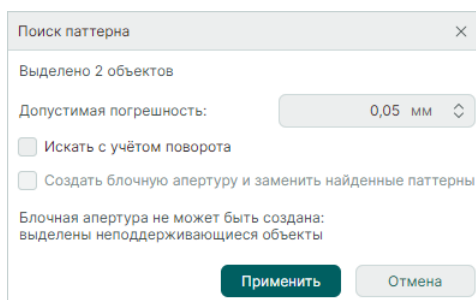 Поиск паттерна
Выделено 2 объектов
Допустимая погрешность: 0,05 мм
Искать с учётом поворота
Создать блочную апертуру и заменить найденные паттерны
Блочная апертура не может быть создана:
выделены неподдерживающиеся объекты
Применить Отмена